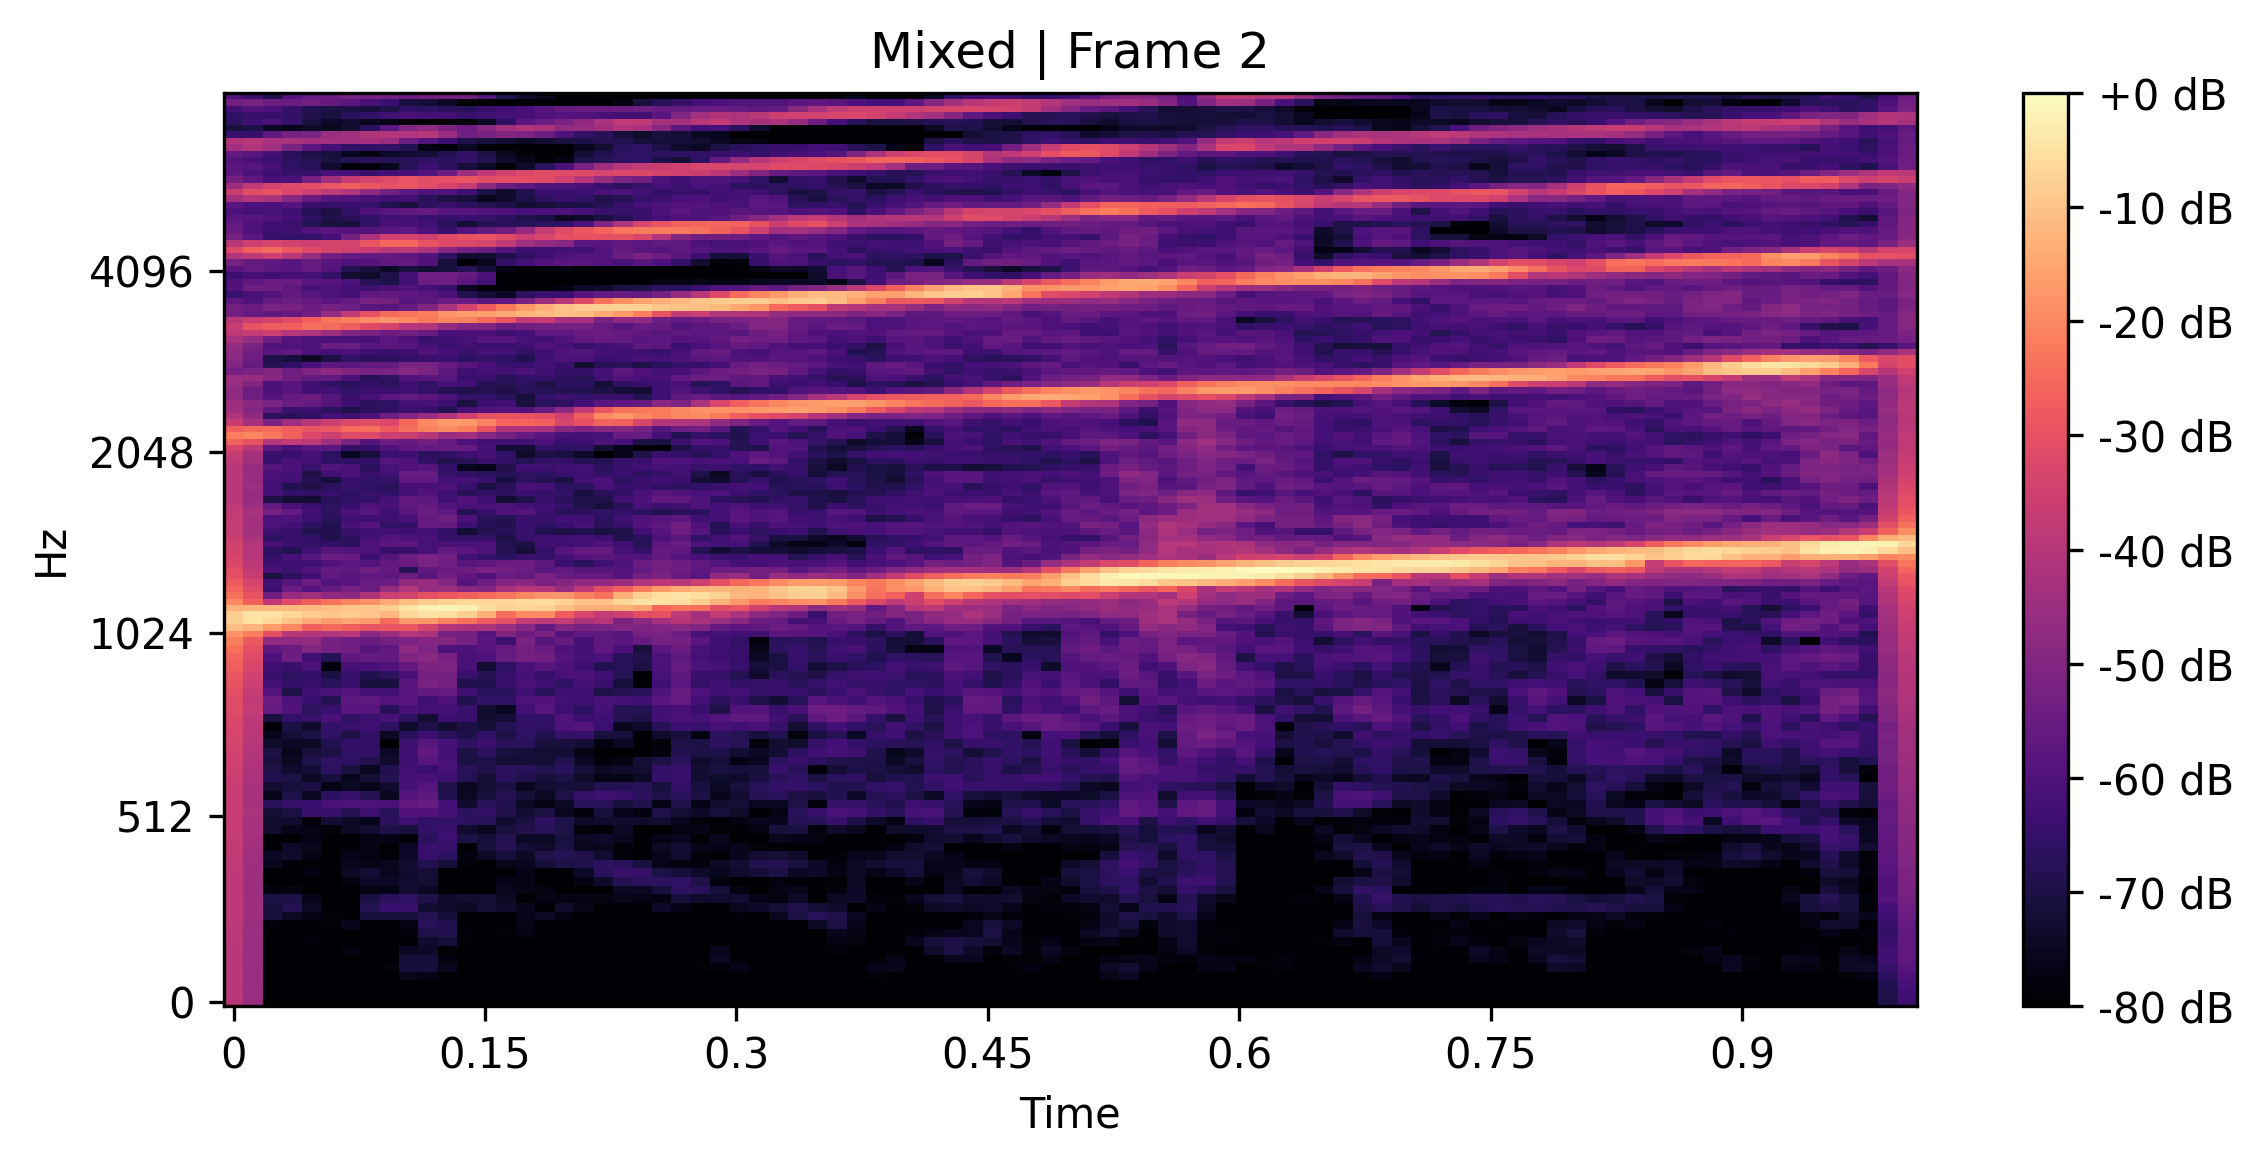 Mixed | Frame 2
+0 dB
4096
-10 dB
-20 dB
2048
-30 dB
Hz
-40 dB
1024
-50 dB
512
-60 dB
-70 dB
0
-80 dB
0 0.15 0.3 0.45 0.6 0.75 0.9
Time